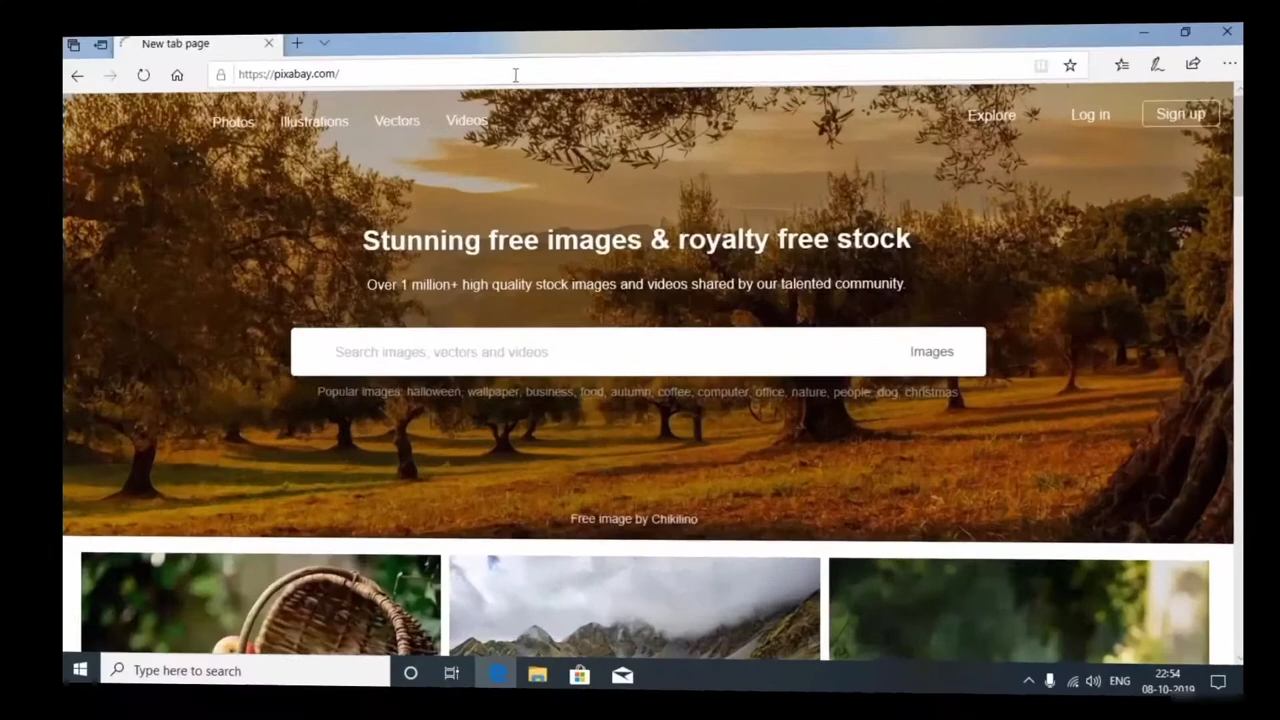 New tab page
https://pixabay.com/
Photos Illustrations Vectors Videos Explore Log in Sign up
Stunning free images & royalty free stock
Over 1 million+ high quality stock images and videos shared by our talented community.
Search images, vectors and videos Images
Popular Images: halloween, wallpaper, business, food, autumn, coffee, computer, office, nature, people, dog, christmas
Free image by Chikilino
Type here to search
ENG
22:54
08-10-2019